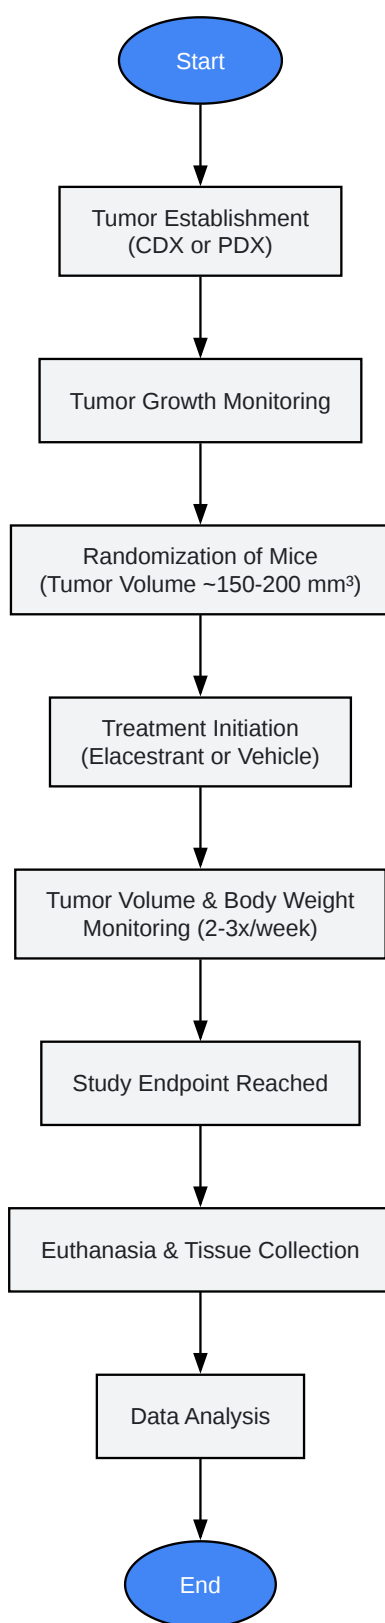 Start
Tumor Establishment
(CDX or PDX)
Tumor Growth Monitoring
Randomization of Mice
(Tumor Volume ~150-200 mm³)
Treatment Initiation
(Elacestrant or Vehicle)
Tumor Volume & Body Weight
Monitoring (2-3x/week)
Study Endpoint Reached
Euthanasia & Tissue Collection
Data Analysis
End